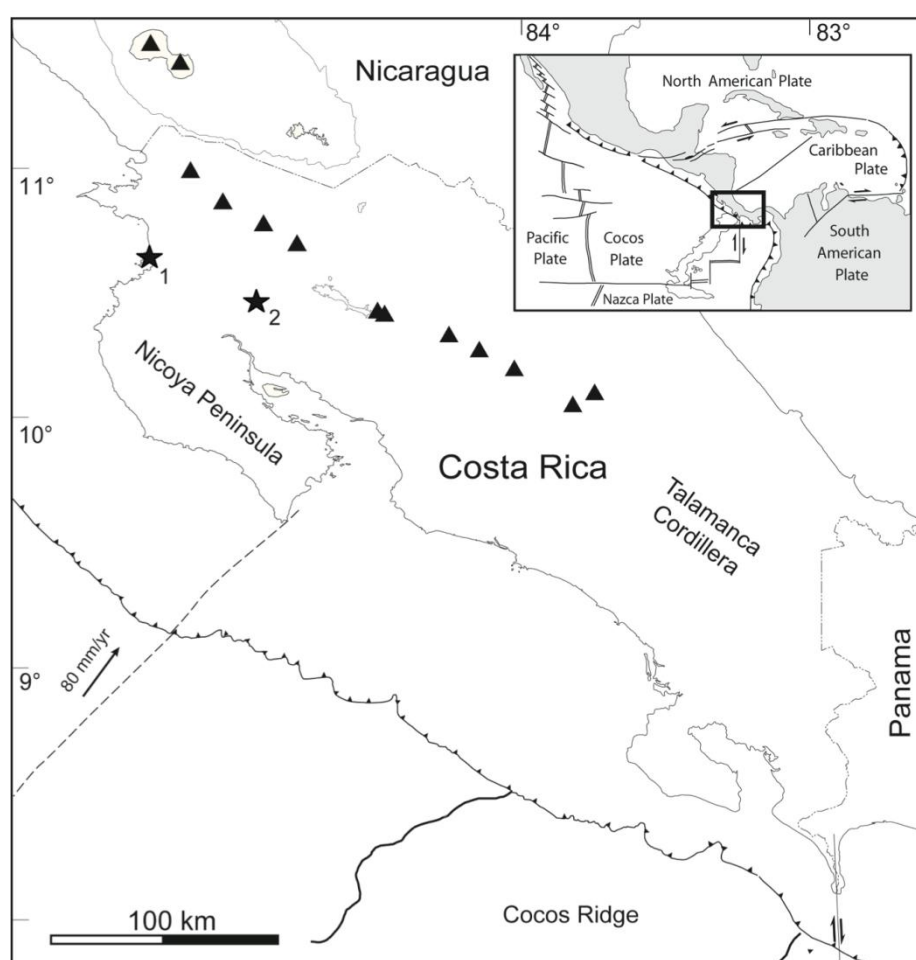 84°
83°
Nicaragua
North American Plate
Caribbean
Plate
Pacific
Plate
Cocos
Plate
South
American
Plate
Nazca Plate
11°
1
2
Nicoya Peninsula
10°
Costa Rica
Talamanca
Cordillera
80 mm/yr
9°
Panama
100 km
Cocos Ridge